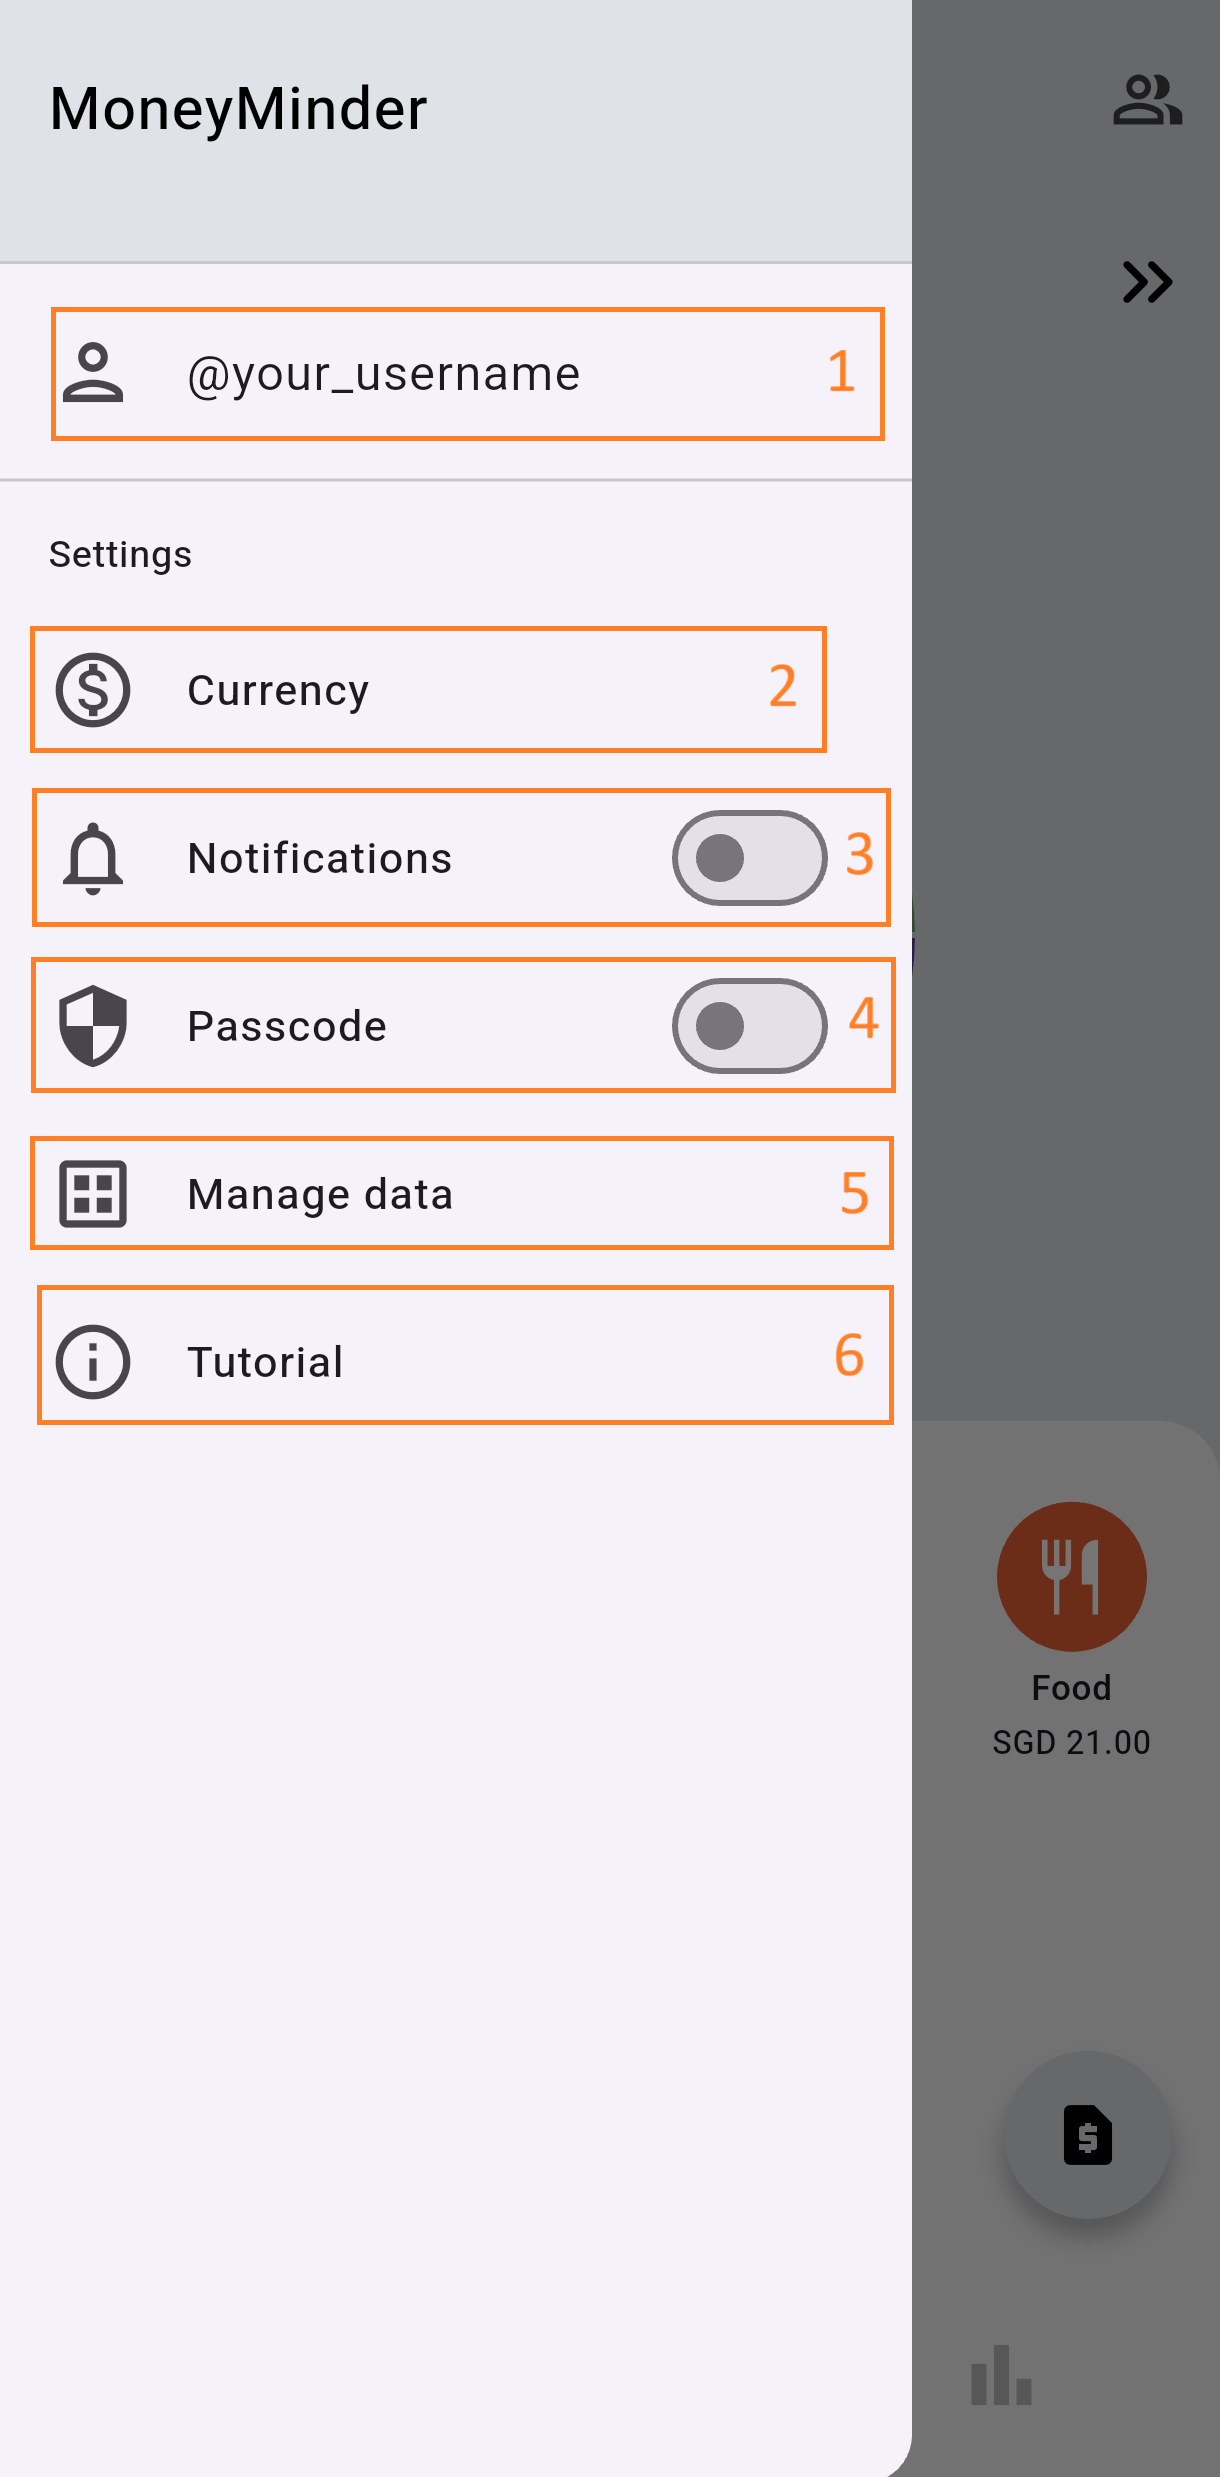 MoneyMinder
@your_username 1
Settings
Currency 2
Notifications 3
Passcode 4
Manage data 5
Tutorial 6
Food
SGD 21.00